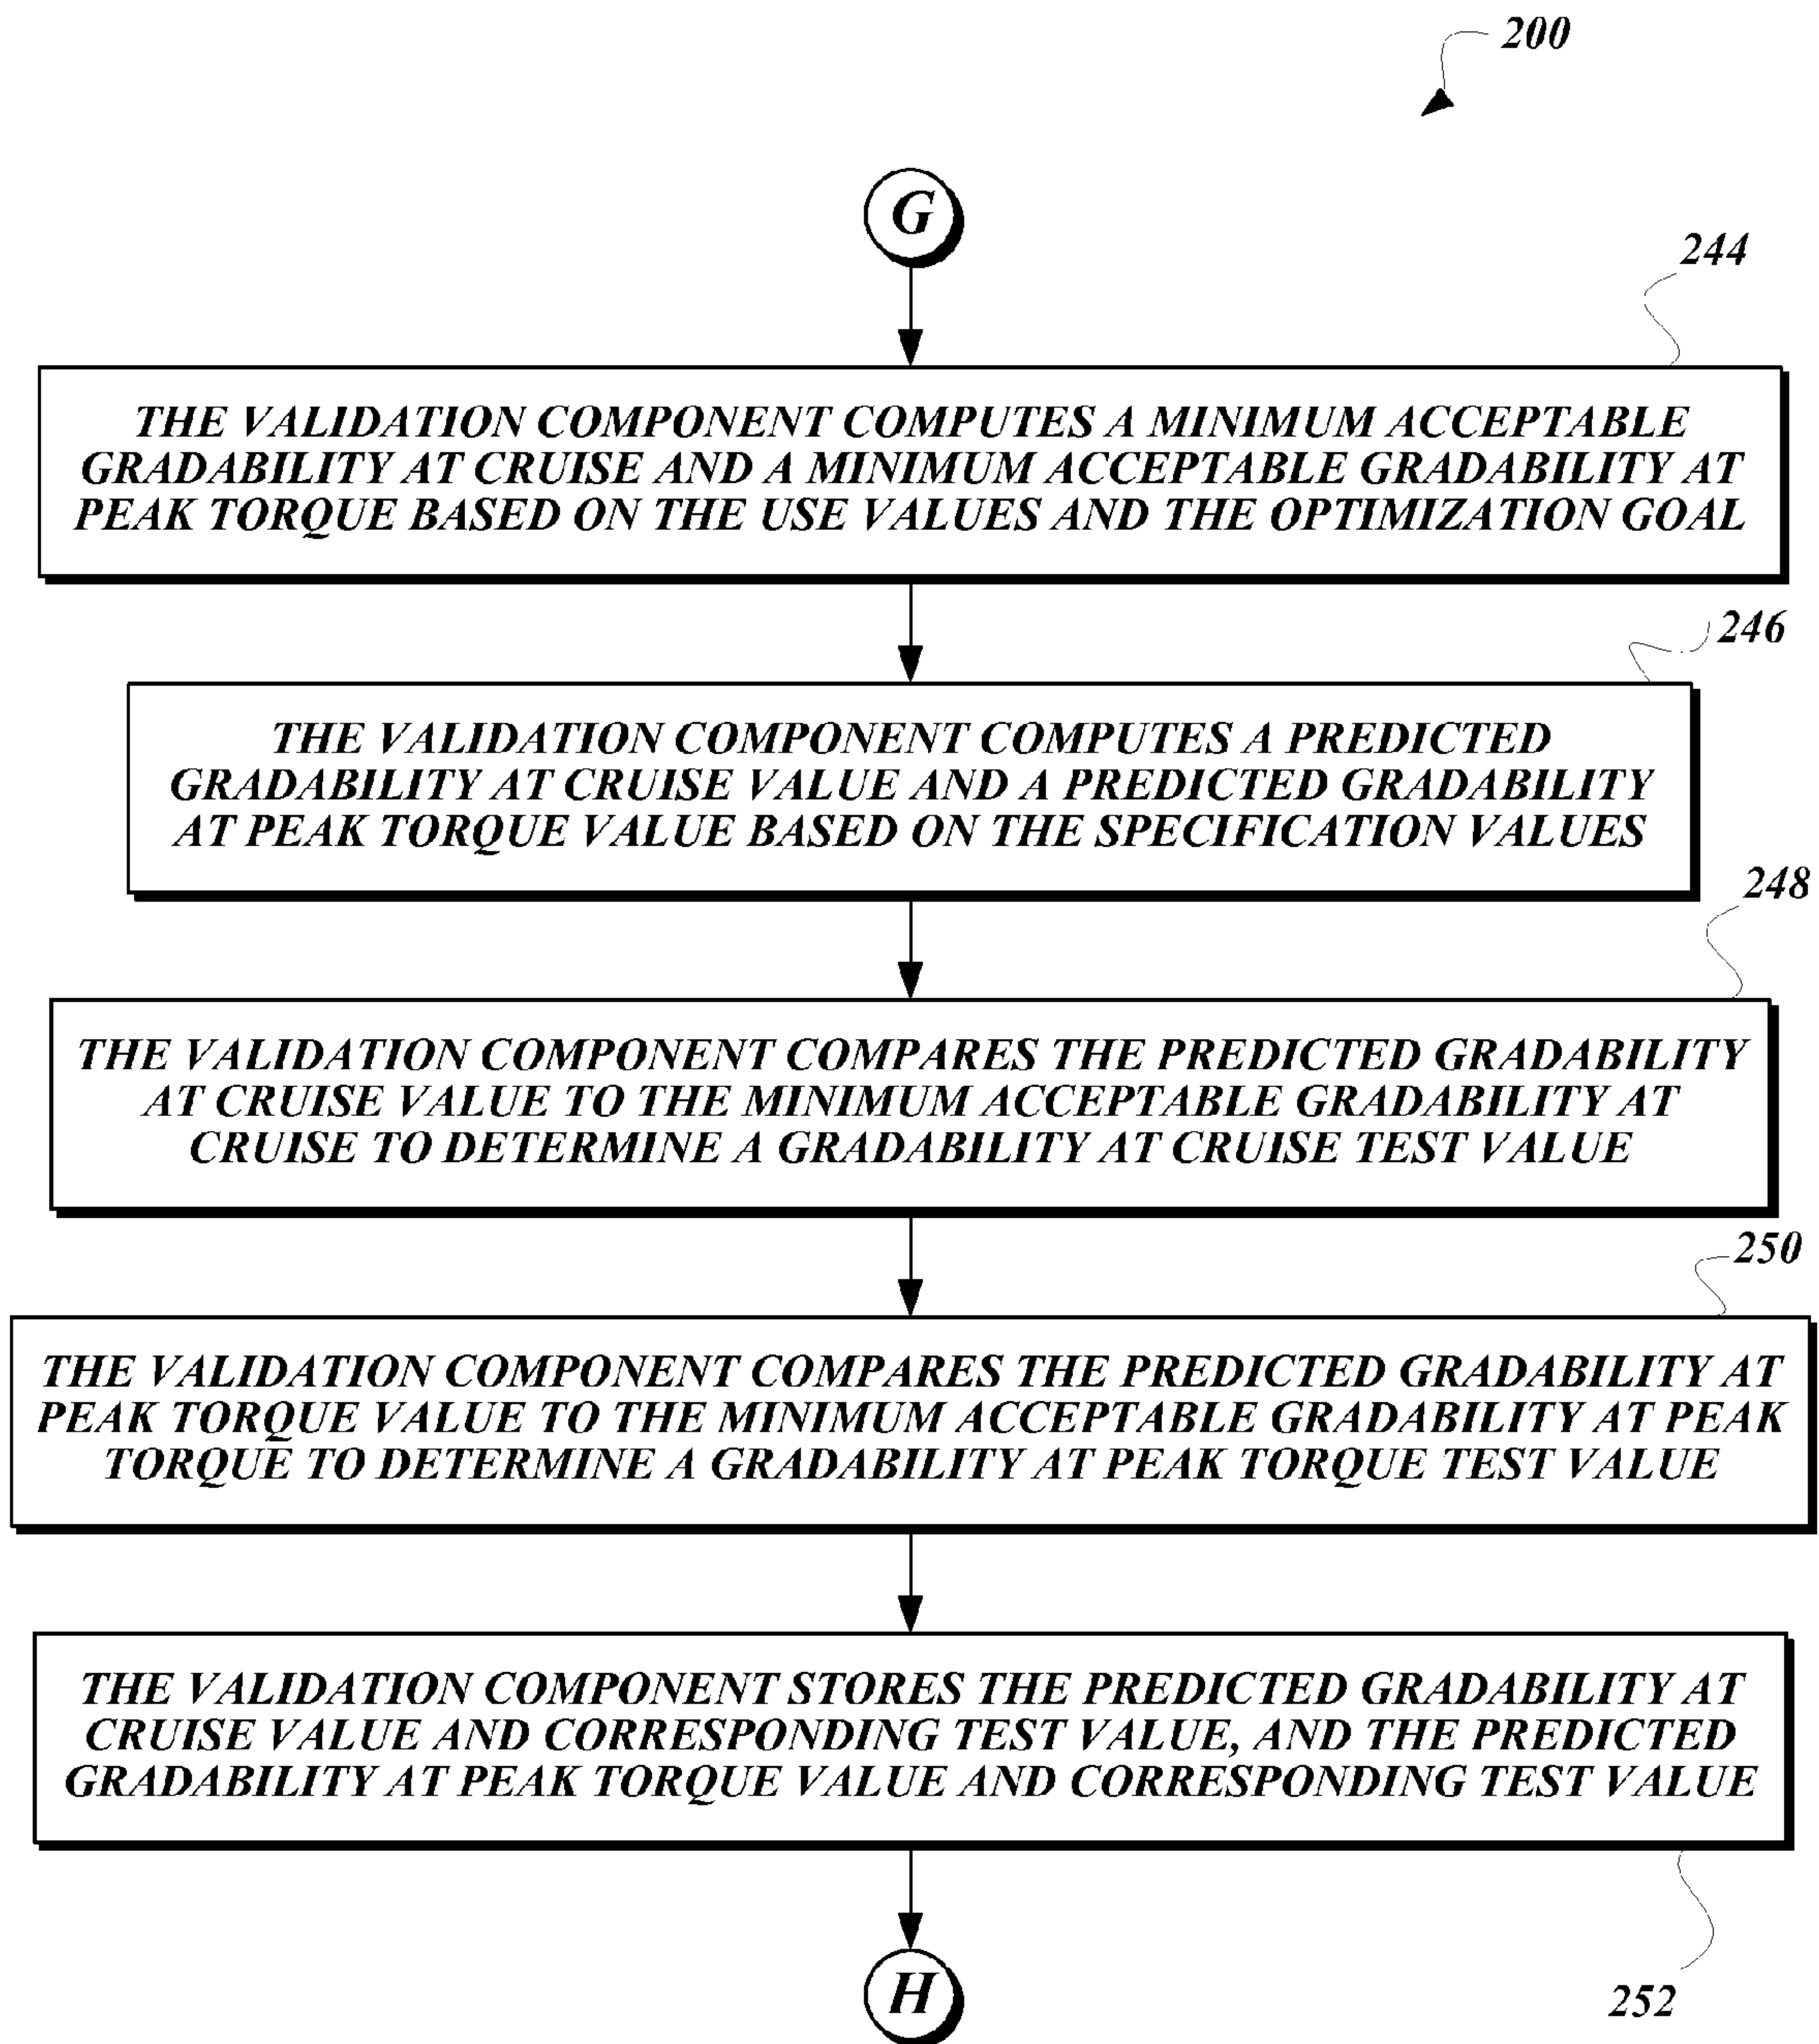 200
G
244
THE VALIDATION COMPONENT COMPUTES A MINIMUM ACCEPTABLE
GRADABILITY AT CRUISE AND A MINIMUM ACCEPTABLE GRADABILITY AT
PEAK TORQUE BASED ON THE USE VALUES AND THE OPTIMIZATION GOAL
246
THE VALIDATION COMPONENT COMPUTES A PREDICTED
GRADABILITY AT CRUISE VALUE AND A PREDICTED GRADABILITY
AT PEAK TORQUE VALUE BASED ON THE SPECIFICATION VALUES
248
THE VALIDATION COMPONENT COMPARES THE PREDICTED GRADABILITY
AT CRUISE VALUE TO THE MINIMUM ACCEPTABLE GRADABILITY AT
CRUISE TO DETERMINE A GRADABILITY AT CRUISE TEST VALUE
250
THE VALIDATION COMPONENT COMPARES THE PREDICTED GRADABILITY AT
PEAK TORQUE VALUE TO THE MINIMUM ACCEPTABLE GRADABILITY AT PEAK
TORQUE TO DETERMINE A GRADABILITY AT PEAK TORQUE TEST VALUE
THE VALIDATION COMPONENT STORES THE PREDICTED GRADABILITY AT
CRUISE VALUE AND CORRESPONDING TEST VALUE, AND THE PREDICTED
GRADABILITY AT PEAK TORQUE VALUE AND CORRESPONDING TEST VALUE
H
252